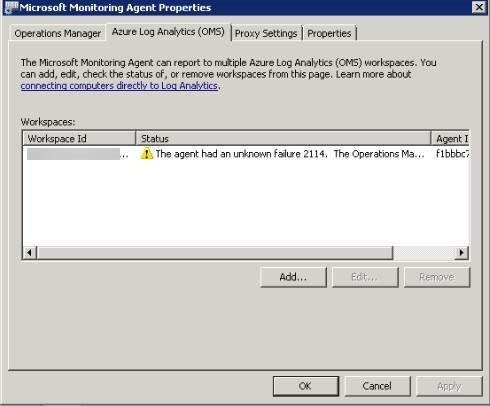 Microsoft Monitoring Agent Properties
Operations Manager Azure Log Analytics (OMS) Proxy Settings Properties
The Microsoft Monitoring Agent can report to multiple Azure Log Analytics (OMS) workspaces. You
can add, edit, check the status of, or remove workspaces from this page. Learn more about
connecting computers directly to Log Analytics.
Workspaces:
Workspace Id Status Agent I
... The agent had an unknown failure 2114. The Operations Ma... f1bbbc7
Add... Edit... Remove
OK Cancel Apply